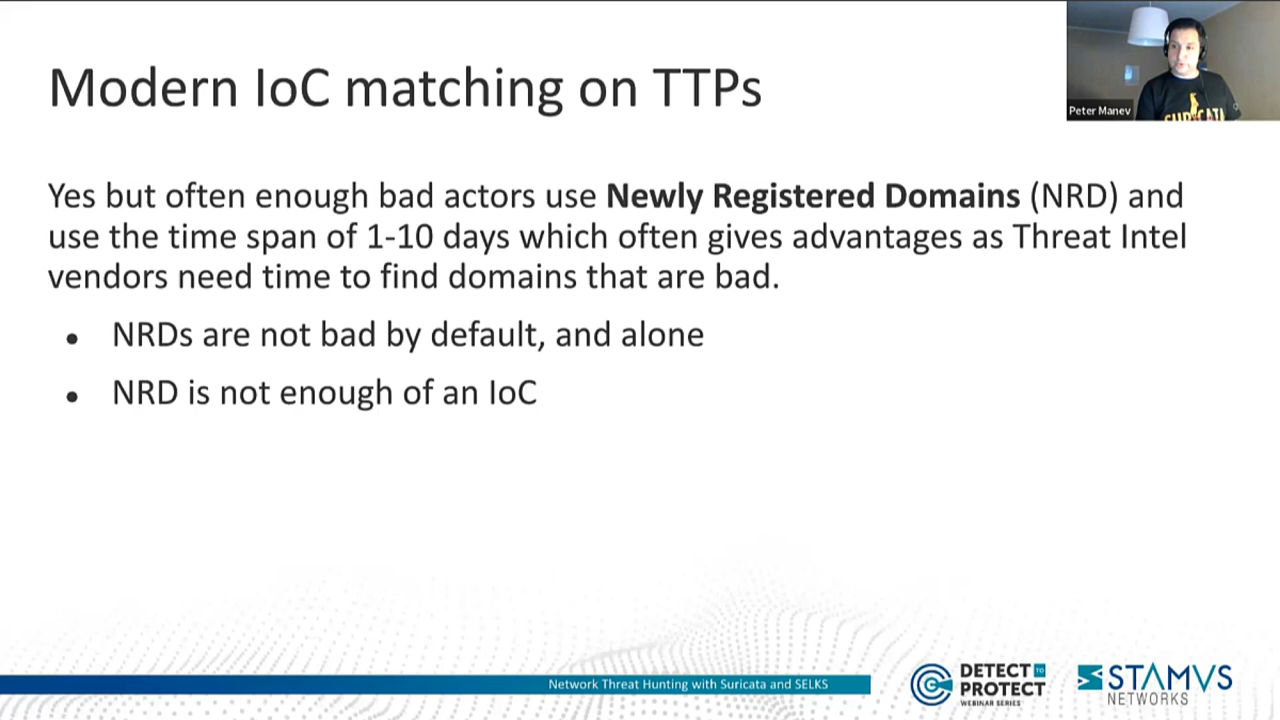 Modern IoC matching on TTPs
Peter Manev
SURICATA
Yes but often enough bad actors use Newly Registered Domains (NRD) and
use the time span of 1-10 days which often gives advantages as Threat Intel
vendors need time to find domains that are bad.
● NRDs are not bad by default, and alone
● NRD is not enough of an IoC
Network Threat Hunting with Suricata and SELKS
DETECT TO
PROTECT
WEBINAR SERIES
STAMVS
NETWORKS